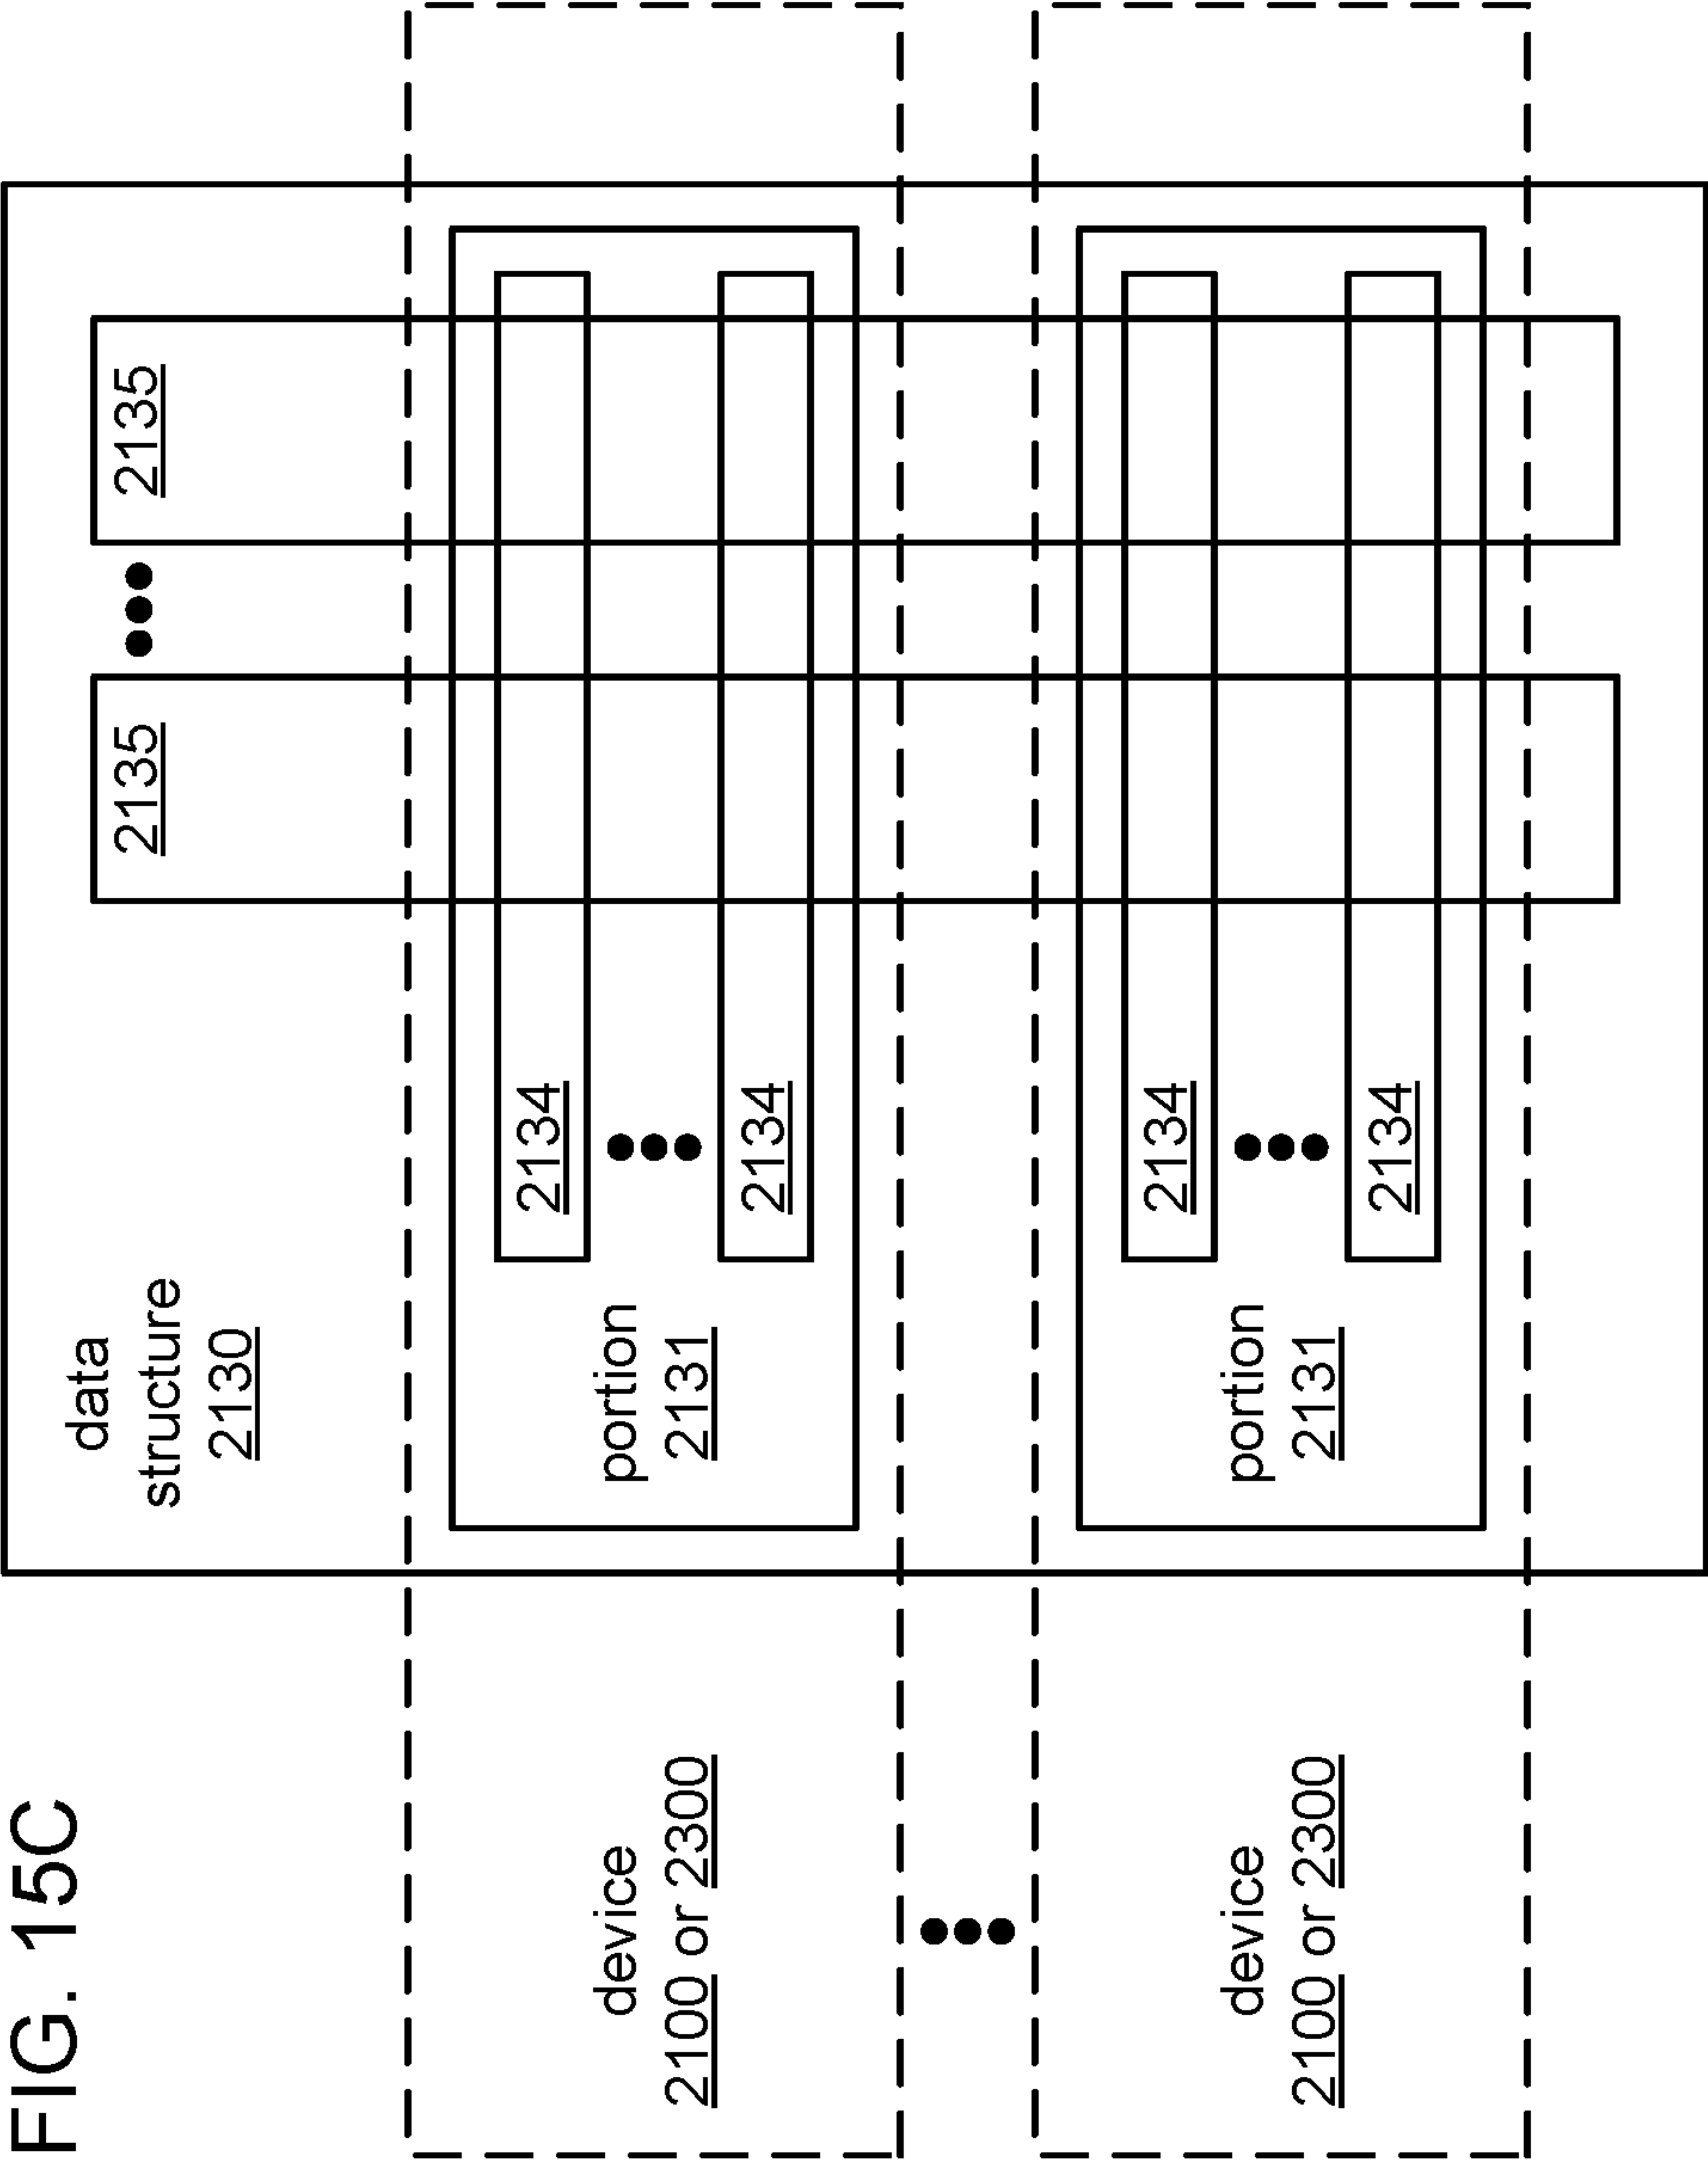 FIG. 15C
data
structure
2130
2135
2135
device
2100 or 2300
portion
2131
2134
2134
device
2100 or 2300
portion
2131
2134
2134